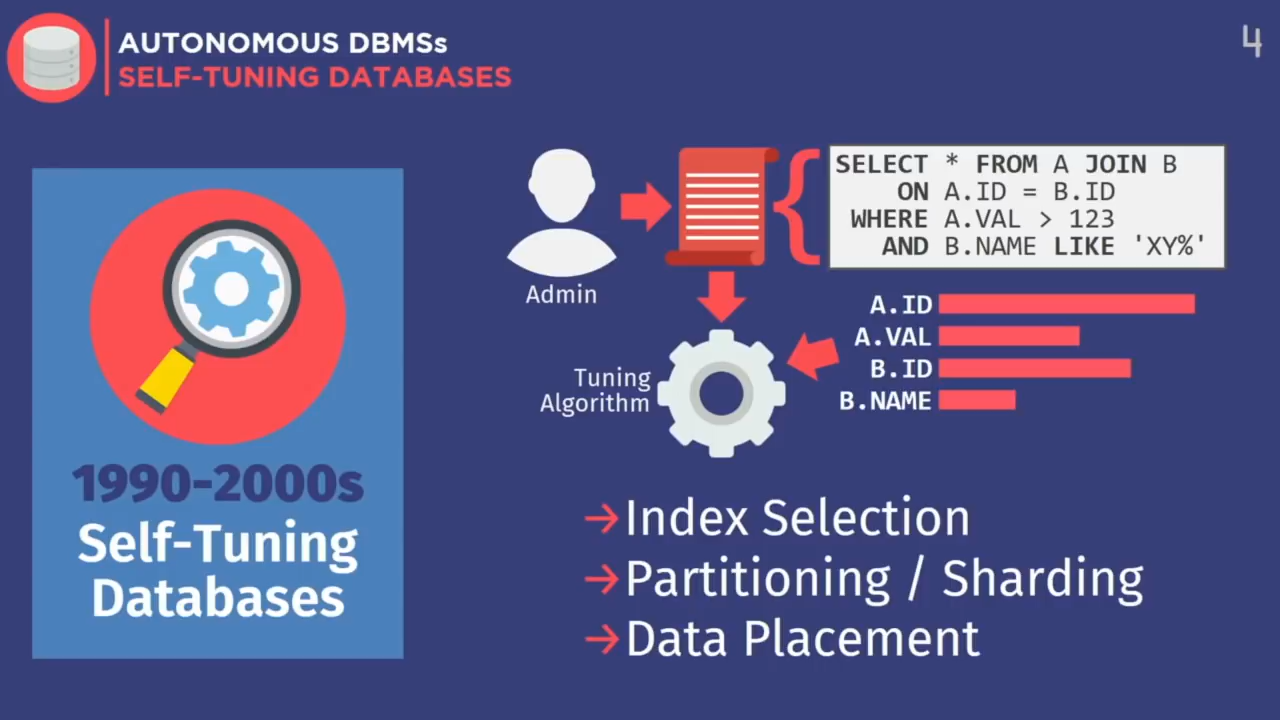 AUTONOMOUS DBMSs
SELF-TUNING DATABASES
4
1990-2000s
Self-Tuning
Databases
Admin
SELECT * FROM A JOIN B
ON A.ID = B.ID
WHERE A.VAL > 123
AND B.NAME LIKE 'XY%'
A.ID
A.VAL
B.ID
B.NAME
Tuning
Algorithm
→Index Selection
→Partitioning / Sharding
→Data Placement